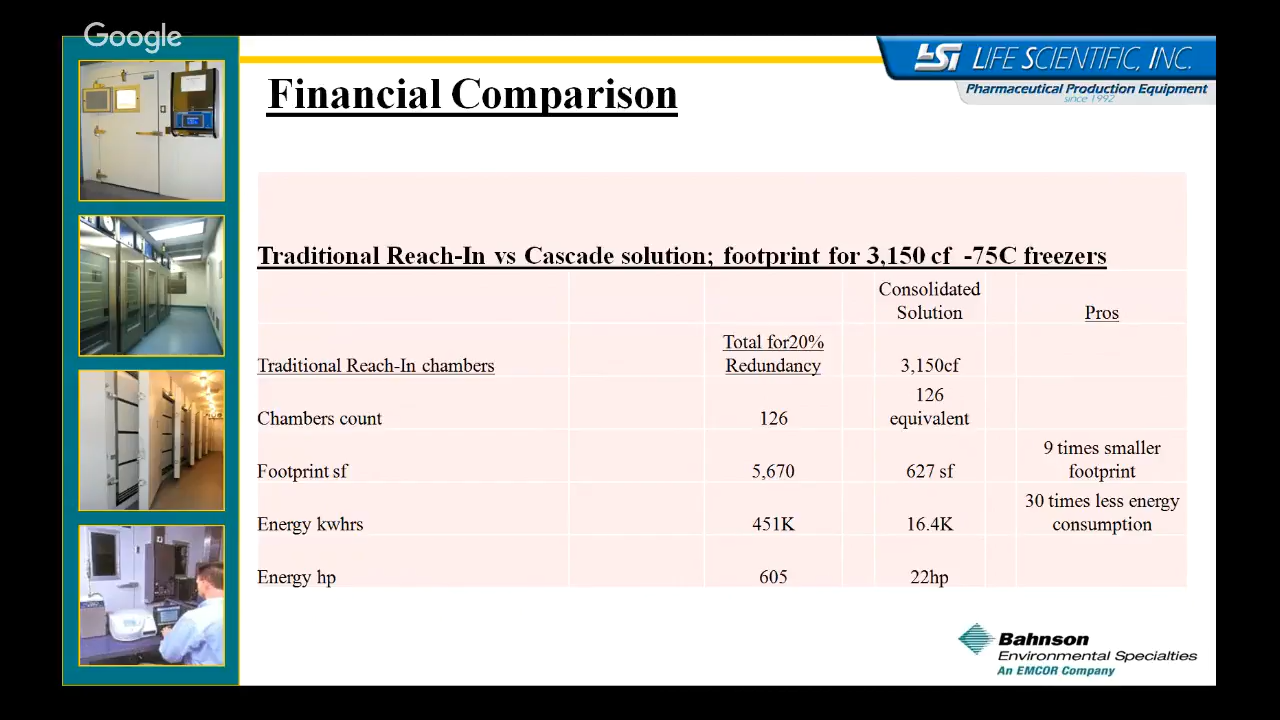 Google
LSI LIFE SCIENTIFIC, INC.
Pharmaceutical Production Equipment
since 1992
Financial Comparison
Traditional Reach-In vs Cascade solution; footprint for 3,150 cf -75C freezers
Consolidated
Solution
Pros
Total for20%
Redundancy
Traditional Reach-In chambers
3,150cf
Chambers count
126
126
equivalent
Footprint sf
5,670
627 sf
9 times smaller
footprint
Energy kwhrs
451K
16.4K
30 times less energy
consumption
Energy hp
605
22hp
Bahnson
Environmental Specialties
An EMCOR Company